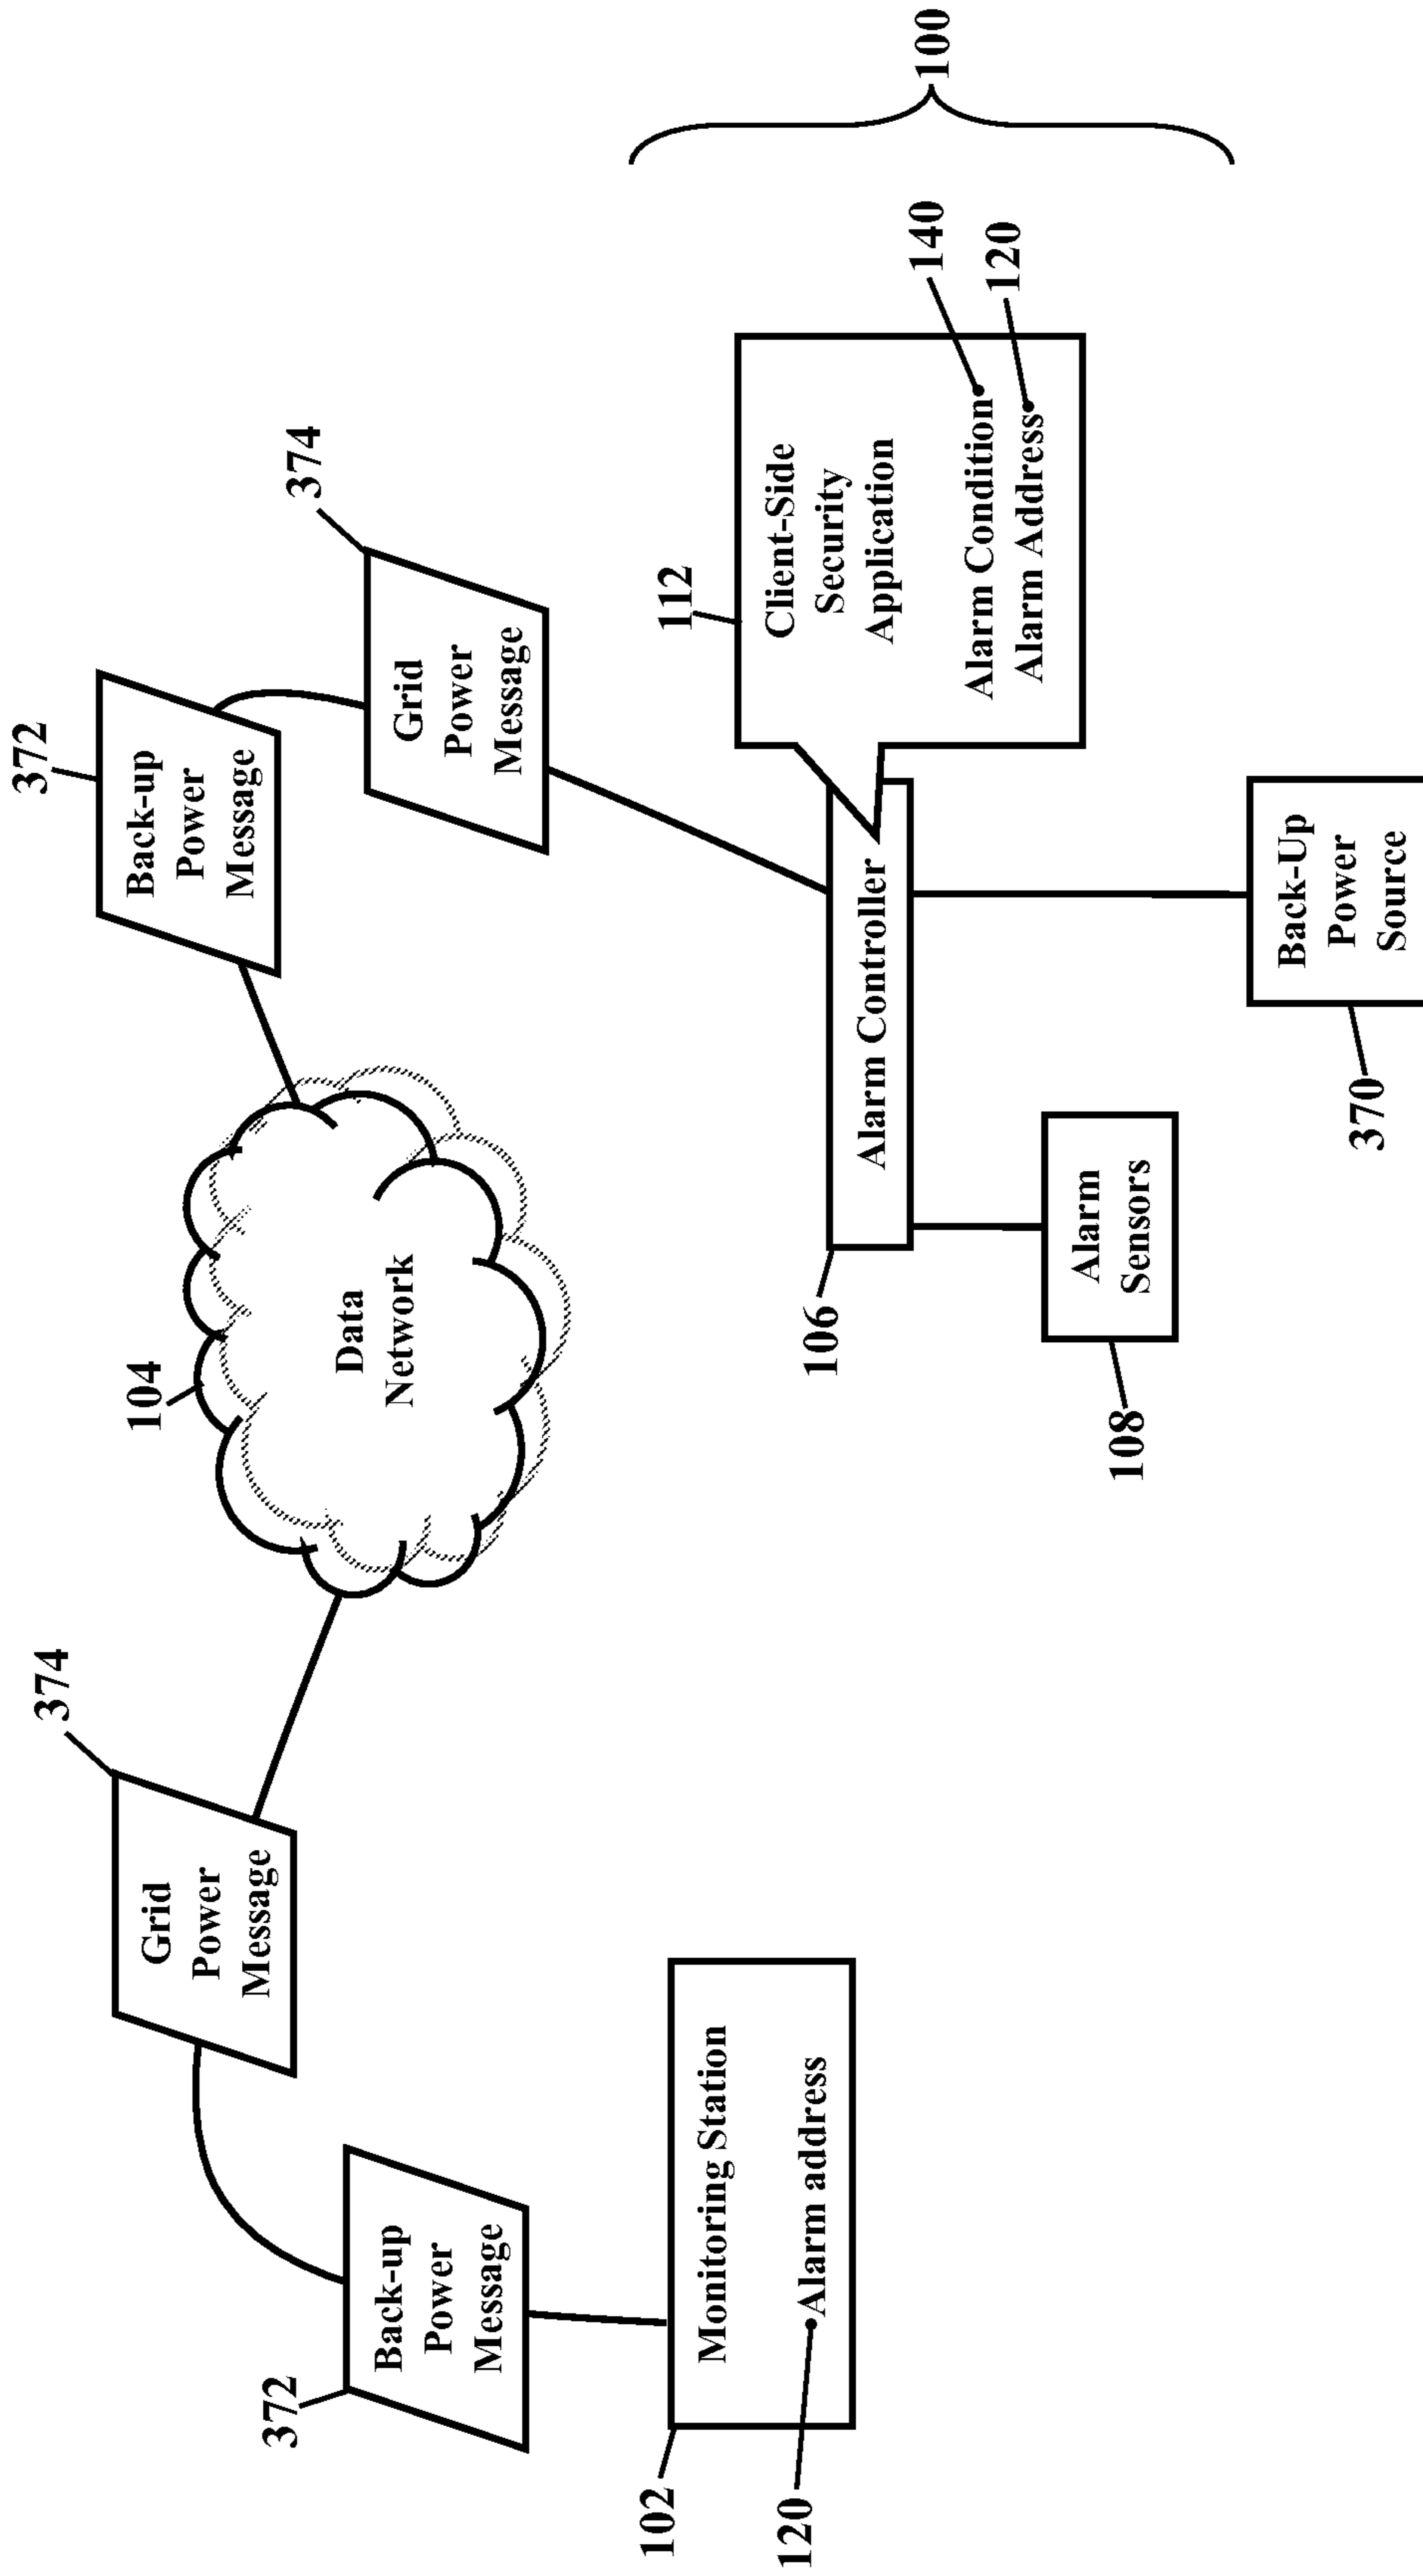 374
Grid
Power
Message
372
Back-up
Power
Message
104
Data
Network
372
Back-up
Power
Message
374
Grid
Power
Message
102
Monitoring Station
120
Alarm address
106
Alarm Controller
112
Client-Side
Security
Application
Alarm Condition
140
Alarm Address
120
100
108
Alarm
Sensors
370
Back-Up
Power
Source